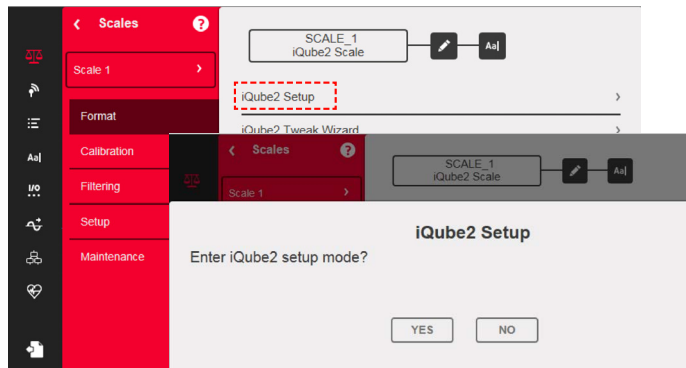 Scales
?
SCALE_1
iQube2 Scale
Aa
Scale 1
iQube2 Setup
Format
iQube2 Tweak Wizard
Aa
Calibration
Scales
?
SCALE_1
iQube2 Scale
Aa
I/O
Filtering
Scale 1
Setup
iQube2 Setup
Maintenance
Enter iQube2 setup mode?
YES
NO